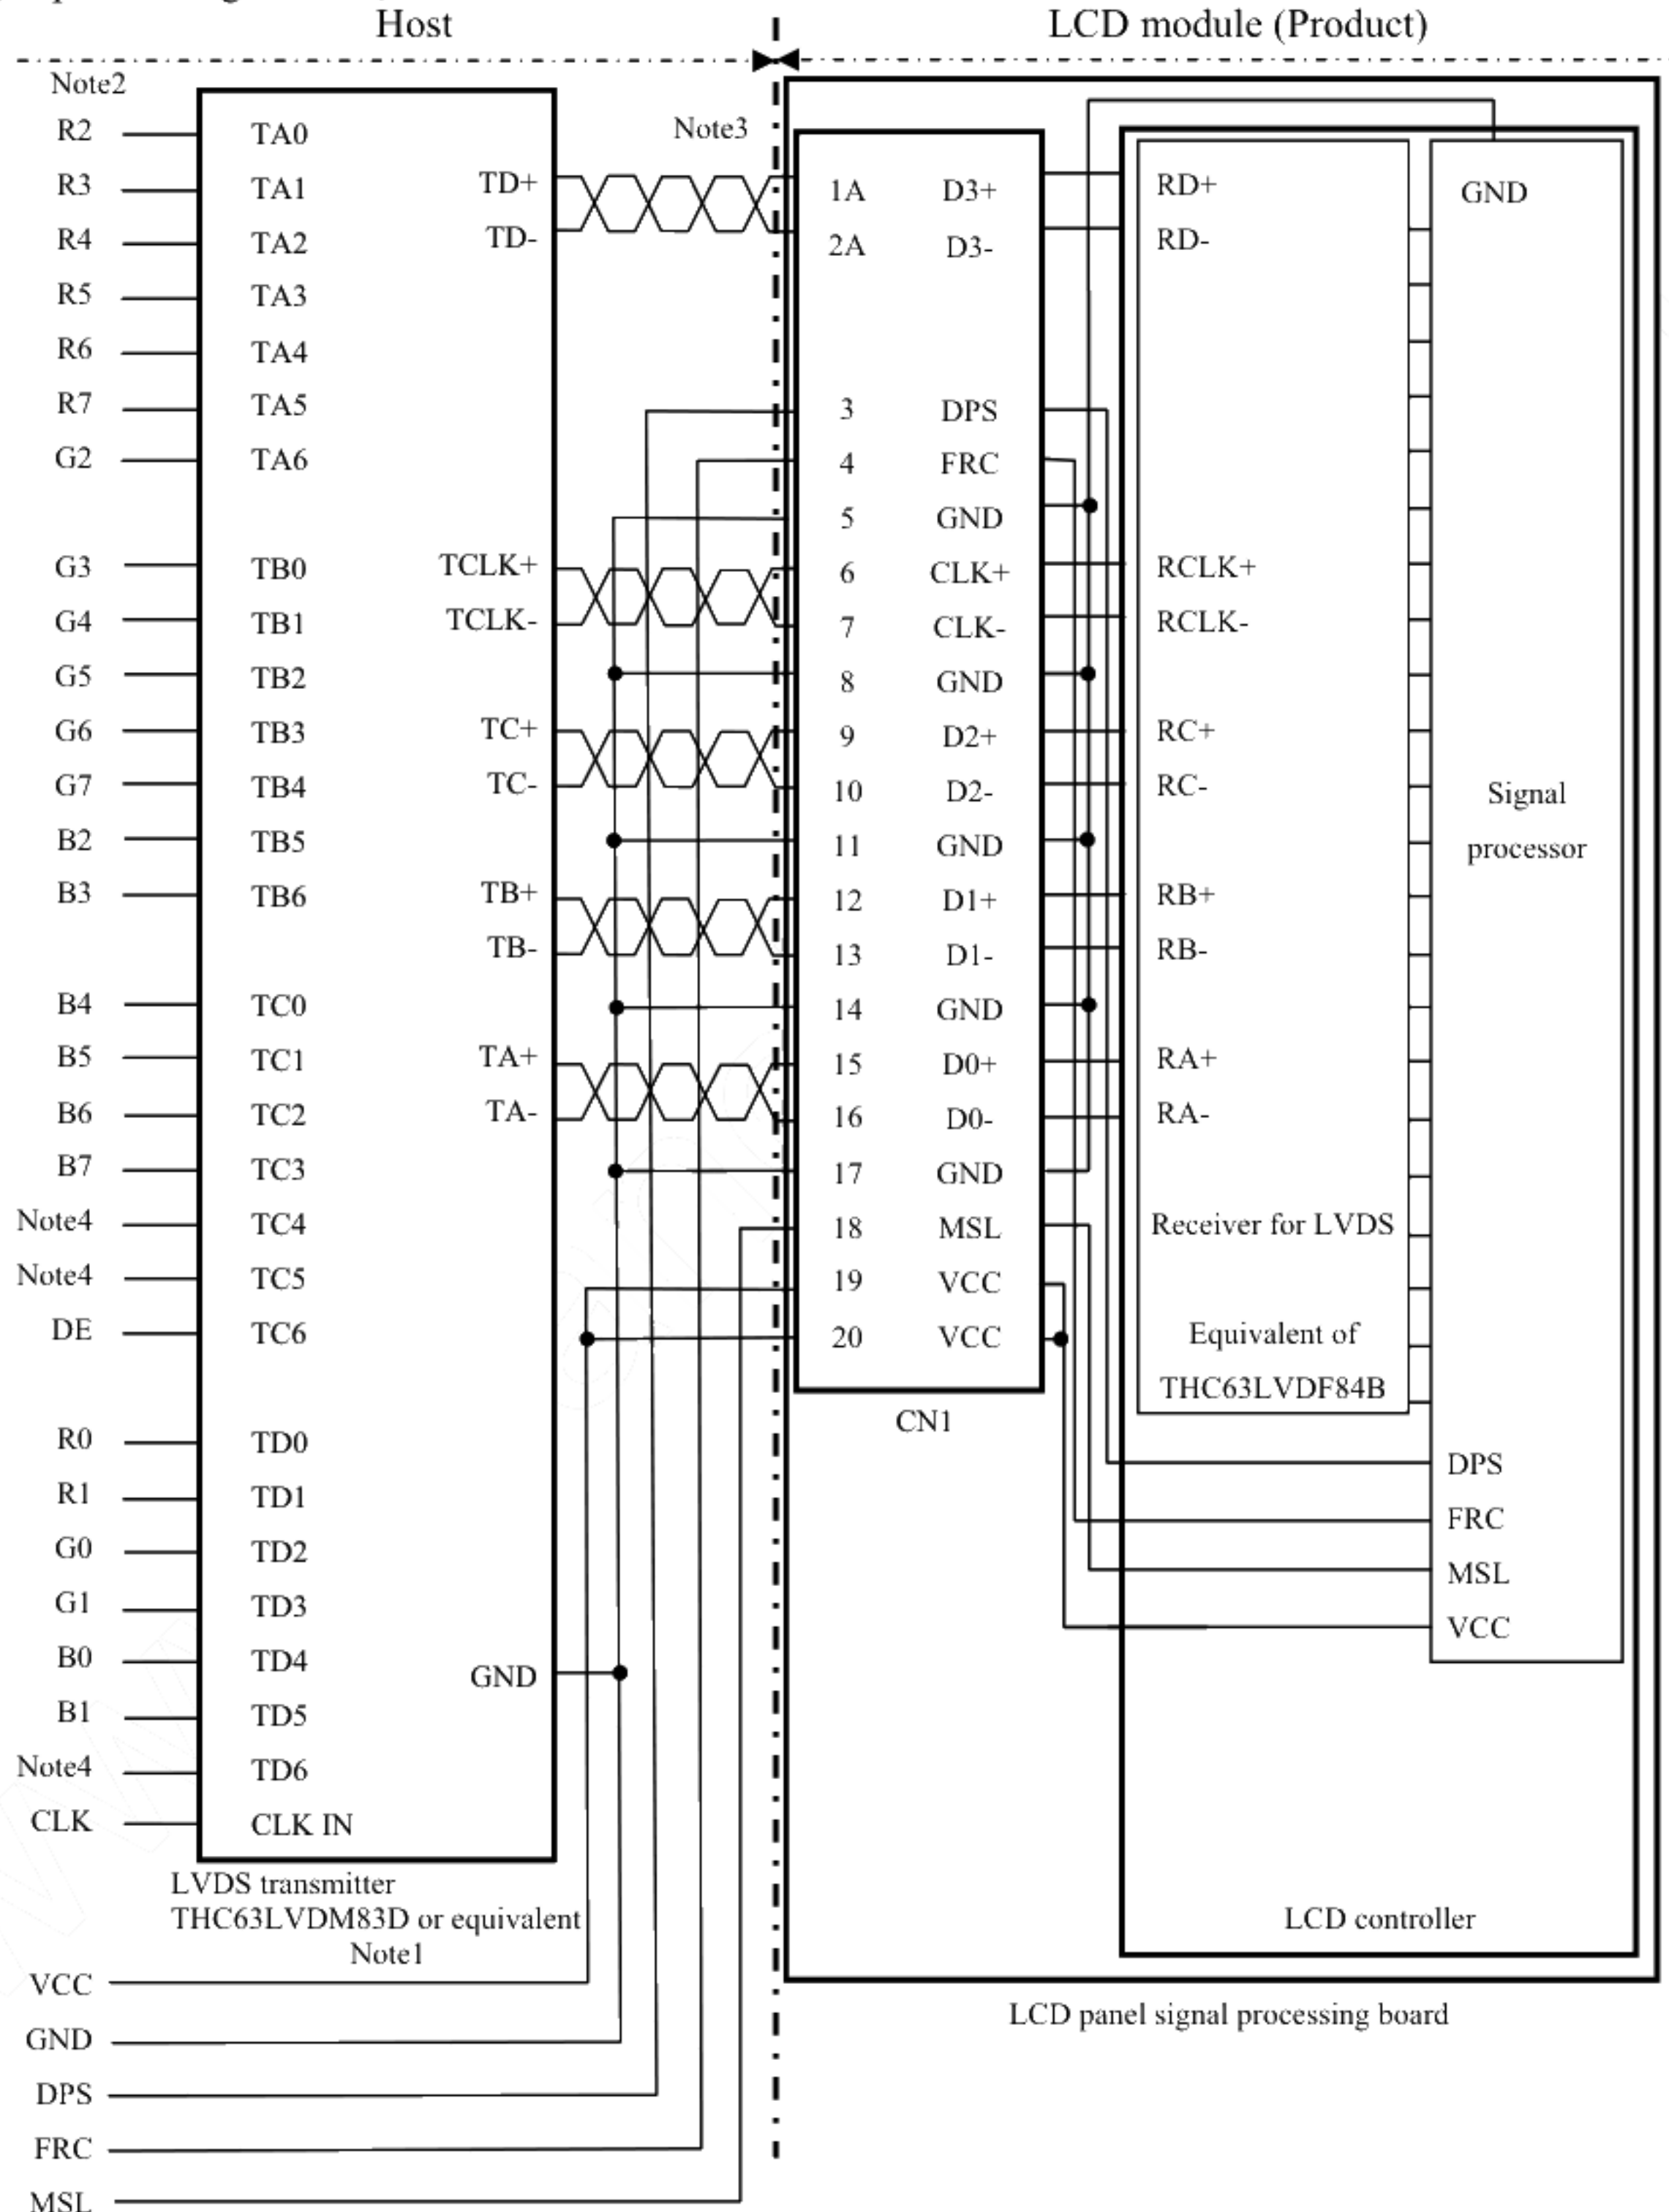 Host
LCD module (Product)
Note2
R2
R3
R4
R5
R6
R7
G2
G3
G4
G5
G6
G7
B2
B3
B4
B5
B6
B7
Note4
Note4
DE
R0
R1
G0
G1
B0
B1
Note4
CLK
TA0
TA1
TA2
TA3
TA4
TA5
TA6
TB0
TB1
TB2
TB3
TB4
TB5
TB6
TC0
TC1
TC2
TC3
TC4
TC5
TC6
TD0
TD1
TD2
TD3
TD4
TD5
TD6
CLK IN
TD+
TD-
TCLK+
TCLK-
TC+
TC-
TB+
TB-
TA+
TA-
GND
LVDS transmitter
THC63LVDM83D or equivalent
Note1
VCC
GND
DPS
FRC
MSL
Note3
1A D3+
2A D3-
3 DPS
4 FRC
5 GND
6 CLK+
7 CLK-
8 GND
9 D2+
10 D2-
11 GND
12 D1+
13 D1-
14 GND
15 D0+
16 D0-
17 GND
18 MSL
19 VCC
20 VCC
CN1
RD+
RD-
RCLK+
RCLK-
RC+
RC-
RB+
RB-
RA+
RA-
Receiver for LVDS
Equivalent of
THC63LVDF84B
GND
Signal
processor
DPS
FRC
MSL
VCC
LCD controller
LCD panel signal processing board